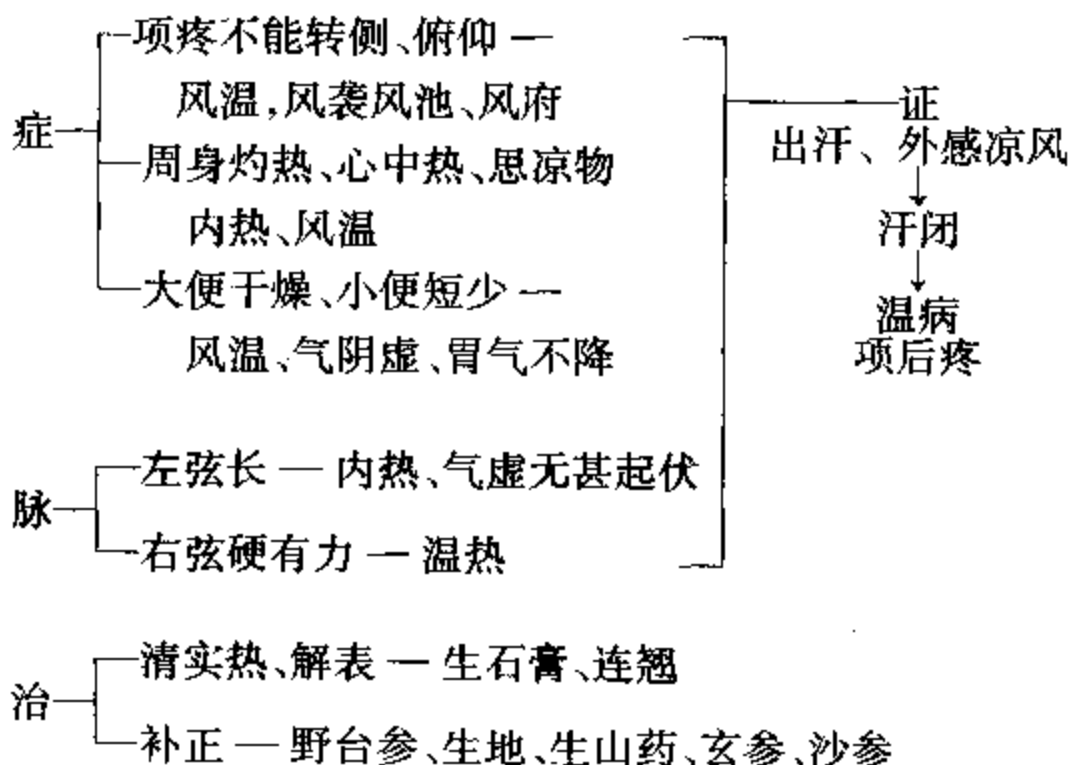 项疼不能转侧、俯仰 —
风温,风袭风池、风府
症
周身灼热、心中热、思凉物
内热、风温
大便干燥、小便短少 —
风温、气阴虚、胃气不降
证
出汗、外感凉风
汗闭
温病
项后疼
脉
左弦长 — 内热、气虚无甚起伏
右弦硬有力 — 温热
治
清实热、解表 — 生石膏、连翘
补正 — 野台参、生地、生山药、玄参、沙参